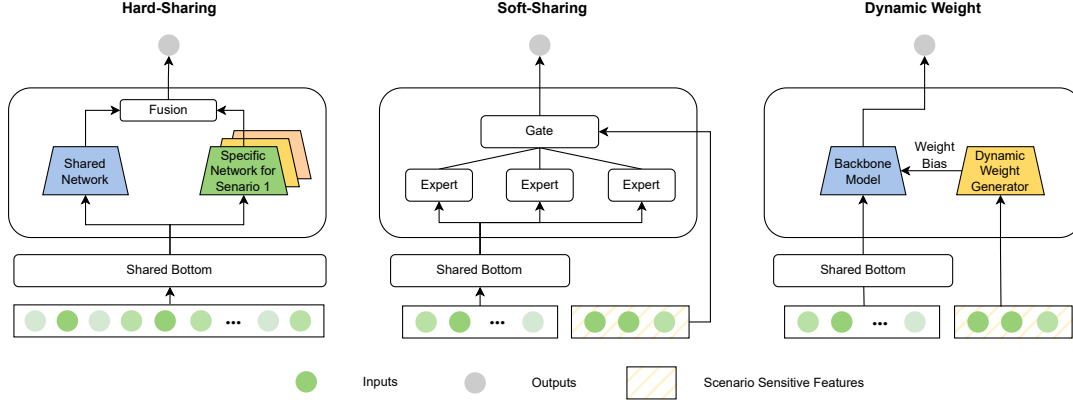 Hard-Sharing
Soft-Sharing
Dynamic Weight
Fusion
Shared
Network
Specific
Network for
Senario 1
Shared Bottom
...
Gate
Expert
Expert
Expert
Shared Bottom
...
Backbone
Model
Weight
Bias
Dynamic
Weight
Generator
Shared Bottom
...
Inputs
Outputs
Scenario Sensitive Features